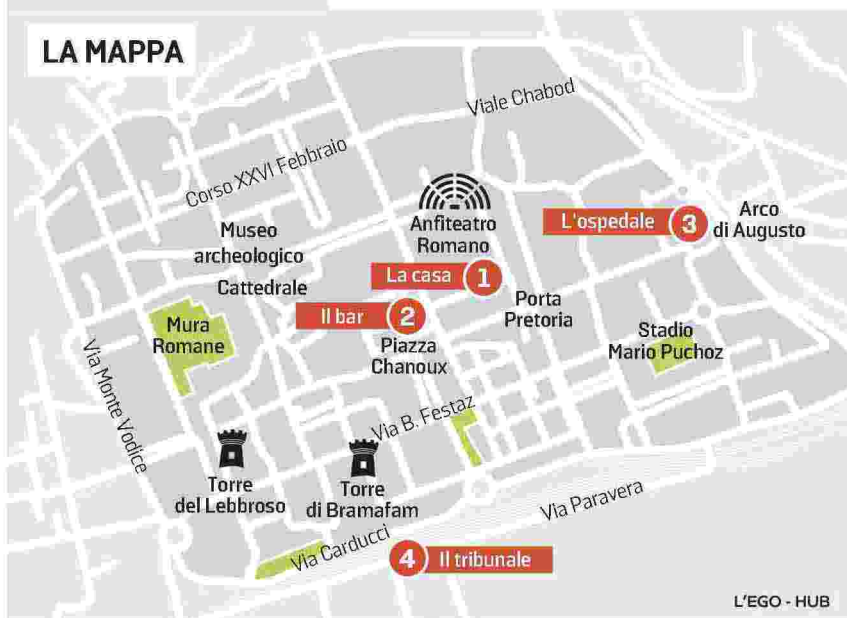 LA MAPPA
Viale Chabod
Corso XXVI Febbraio
Anfiteatro
Romano
L'ospedale 3
Arco
di Augusto
Museo
archeologico
Cattedrale
La casa 1
Il bar 2
Porta
Pretoria
Mura
Romane
Piazza
Chanoux
Stadio
Mario Puchoz
Via Monte Vodice
Via B. Festaz
Torre
del Lebbroso
Torre
di Bramafam
Via Paravera
Via Carducci
4 Il tribunale
L'EGO - HUB